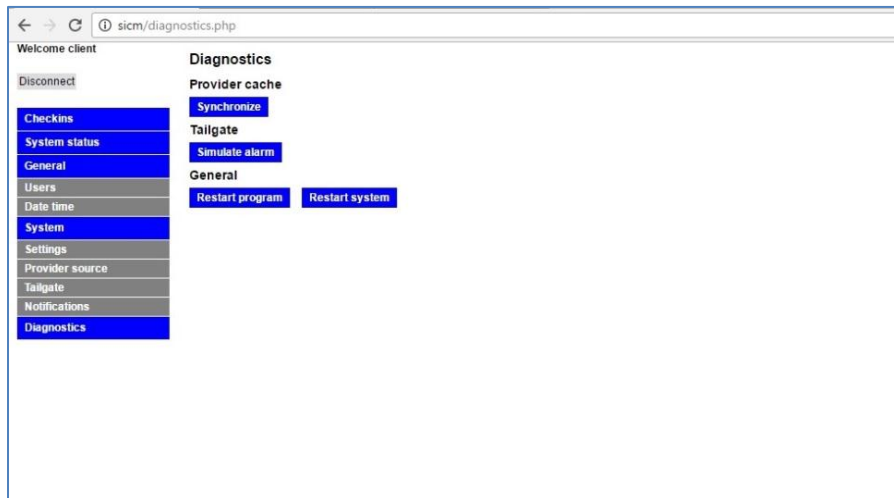 sicm/diagnostics.php
Welcome client
Disconnect
Checkins
System status
General
Users
Date time
System
Settings
Provider source
Tailgate
Notifications
Diagnostics
Diagnostics
Provider cache
Synchronize
Tailgate
Simulate alarm
General
Restart program Restart system